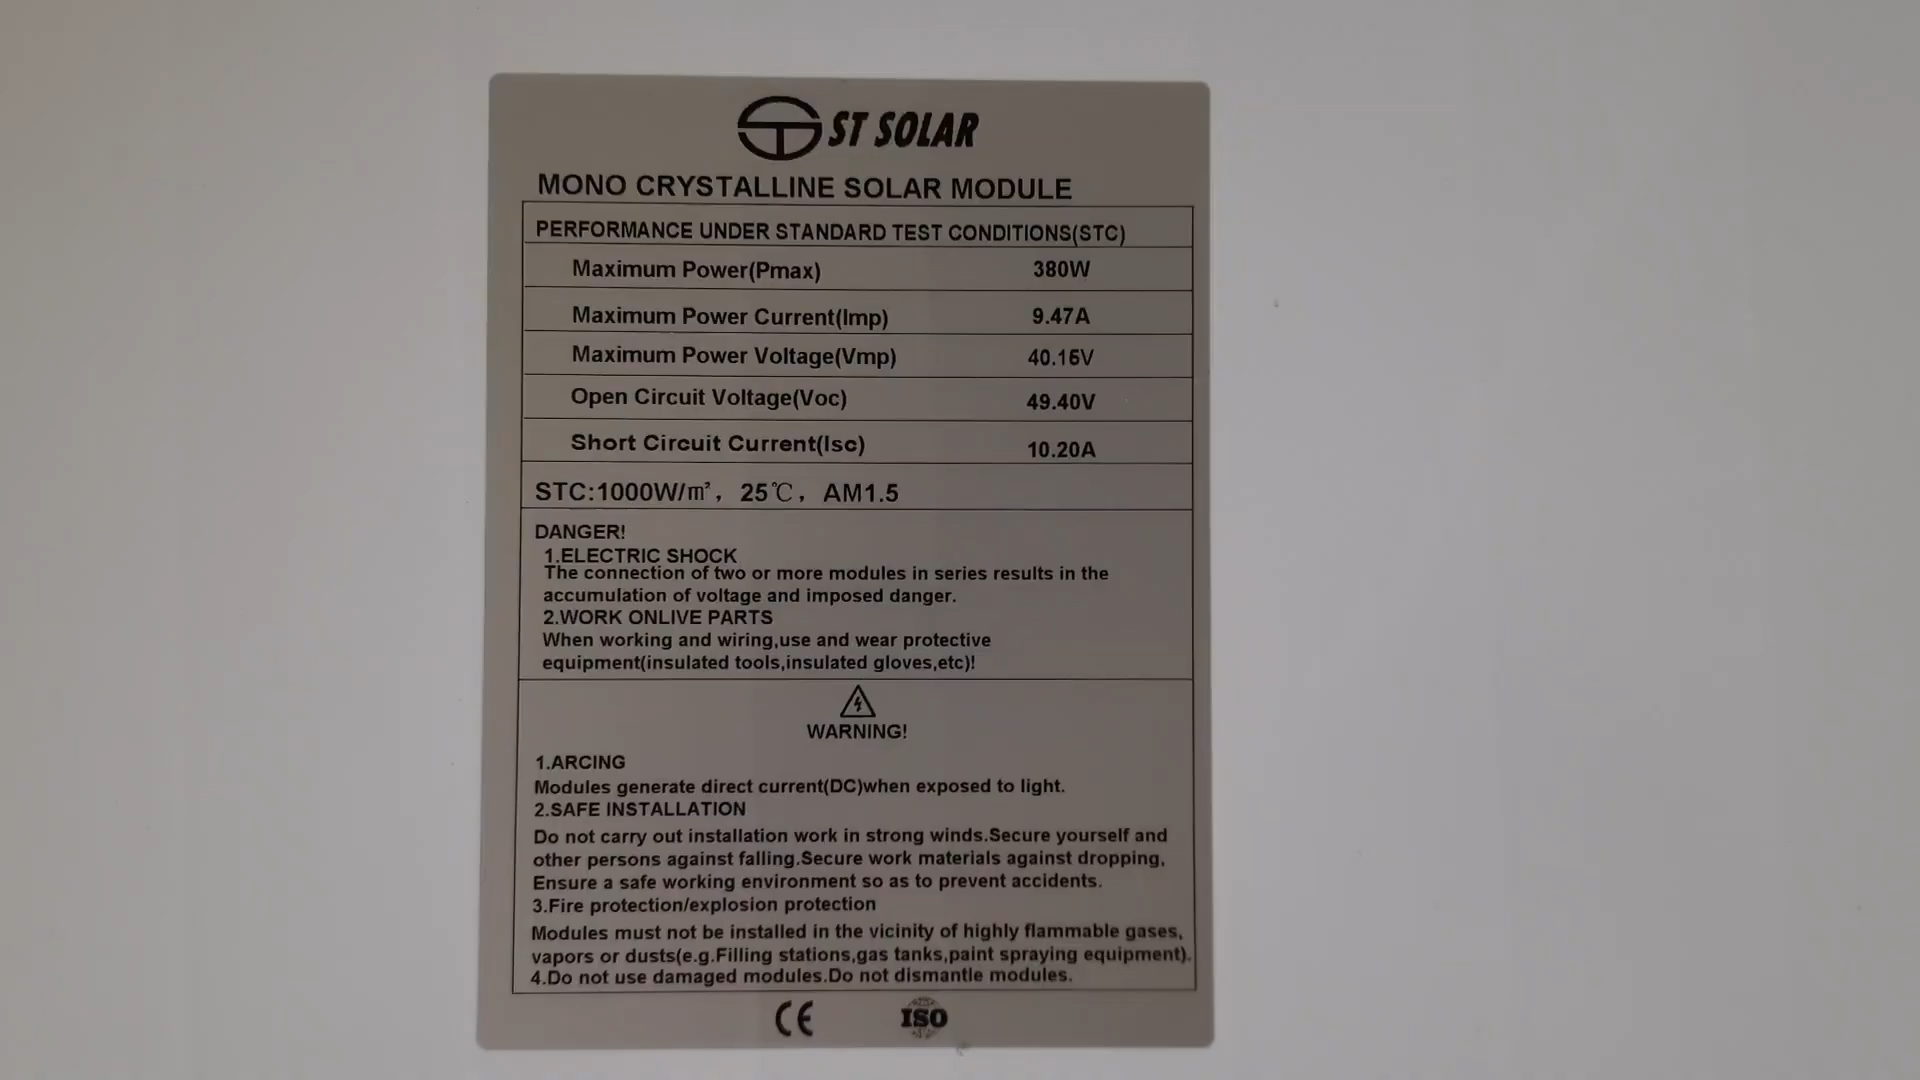 ST SOLAR
MONO CRYSTALLINE SOLAR MODULE
PERFORMANCE UNDER STANDARD TEST CONDITIONS(STC)
Maximum Power(Pmax) 380W
Maximum Power Current(Imp) 9.47A
Maximum Power Voltage(Vmp) 40.15V
Open Circuit Voltage(Voc) 49.40V
Short Circuit Current(Isc) 10.20A
STC:1000W/㎡, 25℃, AM1.5
DANGER!
1.ELECTRIC SHOCK
The connection of two or more modules in series results in the
accumulation of voltage and imposed danger.
2.WORK ONLIVE PARTS
When working and wiring,use and wear protective
equipment(insulated tools,insulated gloves,etc)!
WARNING!
1.ARCING
Modules generate direct current(DC)when exposed to light.
2.SAFE INSTALLATION
Do not carry out installation work in strong winds.Secure yourself and
other persons against falling.Secure work materials against dropping,
Ensure a safe working environment so as to prevent accidents.
3.Fire protection/explosion protection
Modules must not be installed in the vicinity of highly flammable gases,
vapors or dusts(e.g.Filling stations,gas tanks,paint spraying equipment).
4.Do not use damaged modules.Do not dismantle modules.
CE ISO